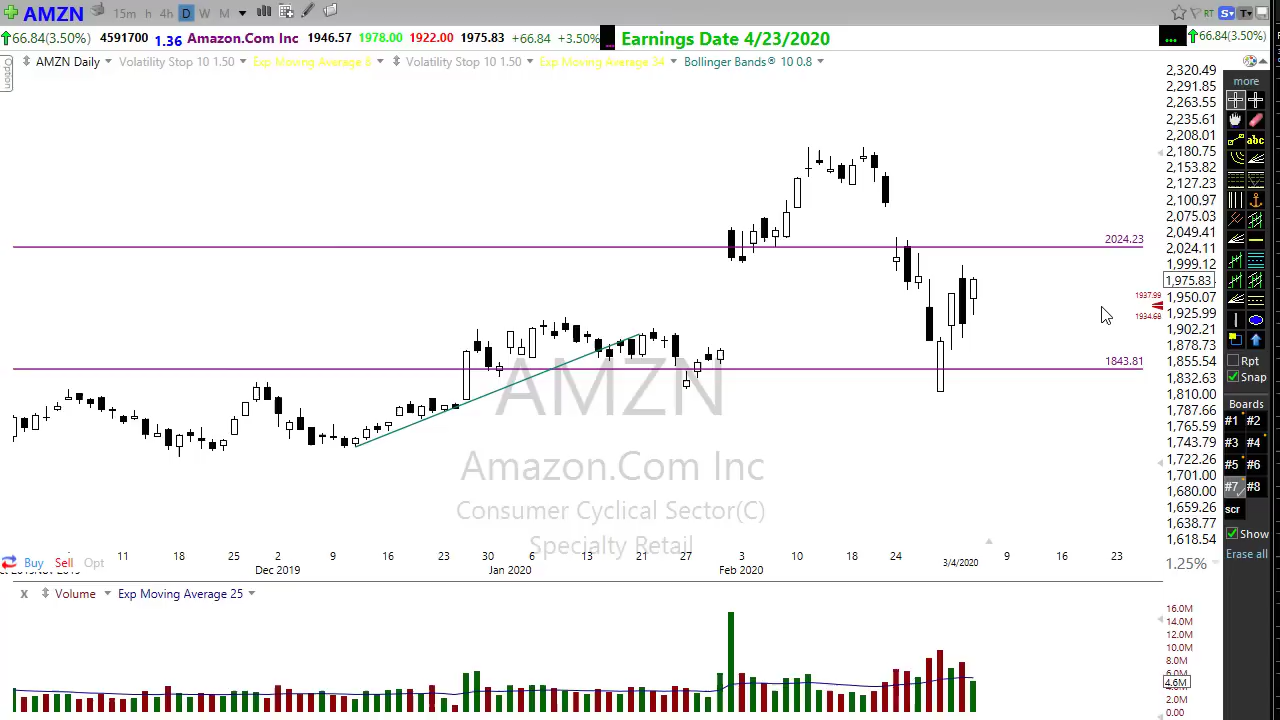 AMZN 15m h 4h D W M RT S T
66.84(3.50%) 4591700 1.36 Amazon.Com Inc 1946.57 1978.00 1922.00 1975.83 +66.84 +3.50% ... Earnings Date 4/23/2020 ... 66.84(3.50%)
Option
AMZN Daily Volatility Stop 10 1.50 Exp Moving Average 8 Volatility Stop 10 1.50 Exp Moving Average 34 Bollinger Bands® 10 0.8
2,320.49
2,291.85
2,263.55
2,235.61
2,208.01
2,180.75
2,153.82
2,127.23
2,100.97
2,075.03
2,049.41
2,024.11
1,999.12
1,975.83
1,950.07
1,925.99
1,902.21
1,878.73
1,855.54
1,832.63
1,810.00
1,787.66
1,765.59
1,743.79
1,722.26
1,701.00
1,680.00
1,659.26
1,638.77
1,618.54
2024.23
1937.99
1934.68
1843.81
AMZN
Amazon.Com Inc
Consumer Cyclical Sector(C)
Specialty Retail
more
abc
Rpt
Snap
Boards
#1 #2
#3 #4
#5 #6
#7 #8
scr
Show
Erase all
Buy Sell Opt
11 18 25 2 9 16 23 30 6 13 21 27 3 10 18 24 9 16 23
Dec 2019 Jan 2020 Feb 2020 3/4/2020
1.25%
x Volume Exp Moving Average 25
16.0M
14.0M
12.0M
10.0M
8.0M
6.0M
4.6M
2.00
0.00